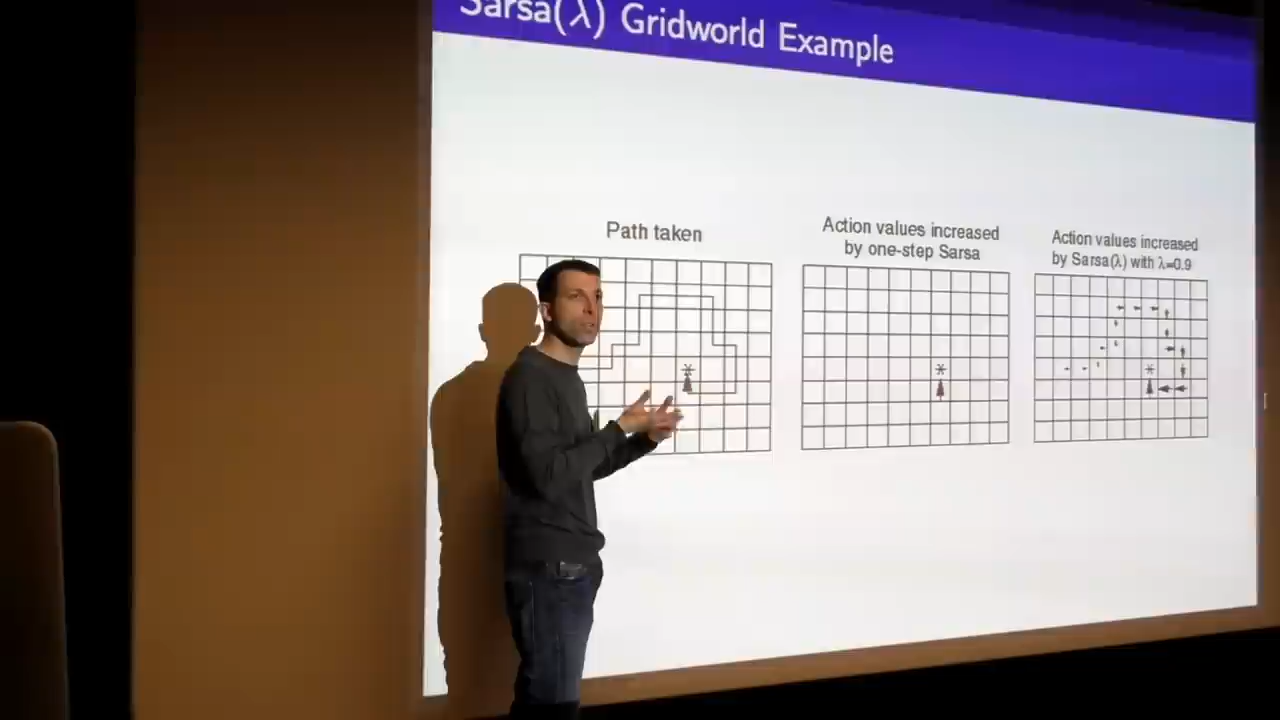 Sarsa(λ) Gridworld Example
Path taken
Action values increased
by one-step Sarsa
Action values increased
by Sarsa(λ) with λ=0.9
*
*
*